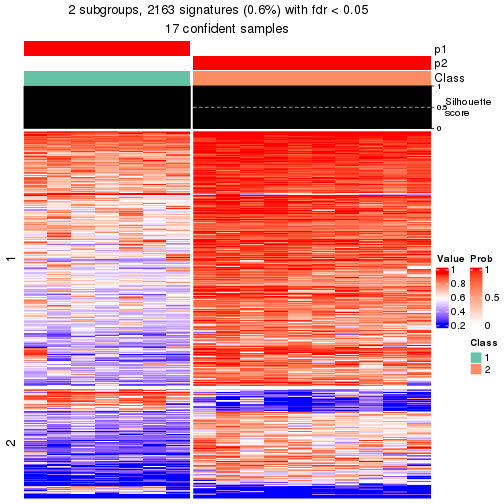 2 subgroups, 2163 signatures (0.6%) with fdr < 0.05
17 confident samples
p1
p2
Class
1
0.5
0
Silhouette
score
1
2
Value
1
0.8
0.6
0.4
0.2
Prob
1
0.5
0
Class
1
2